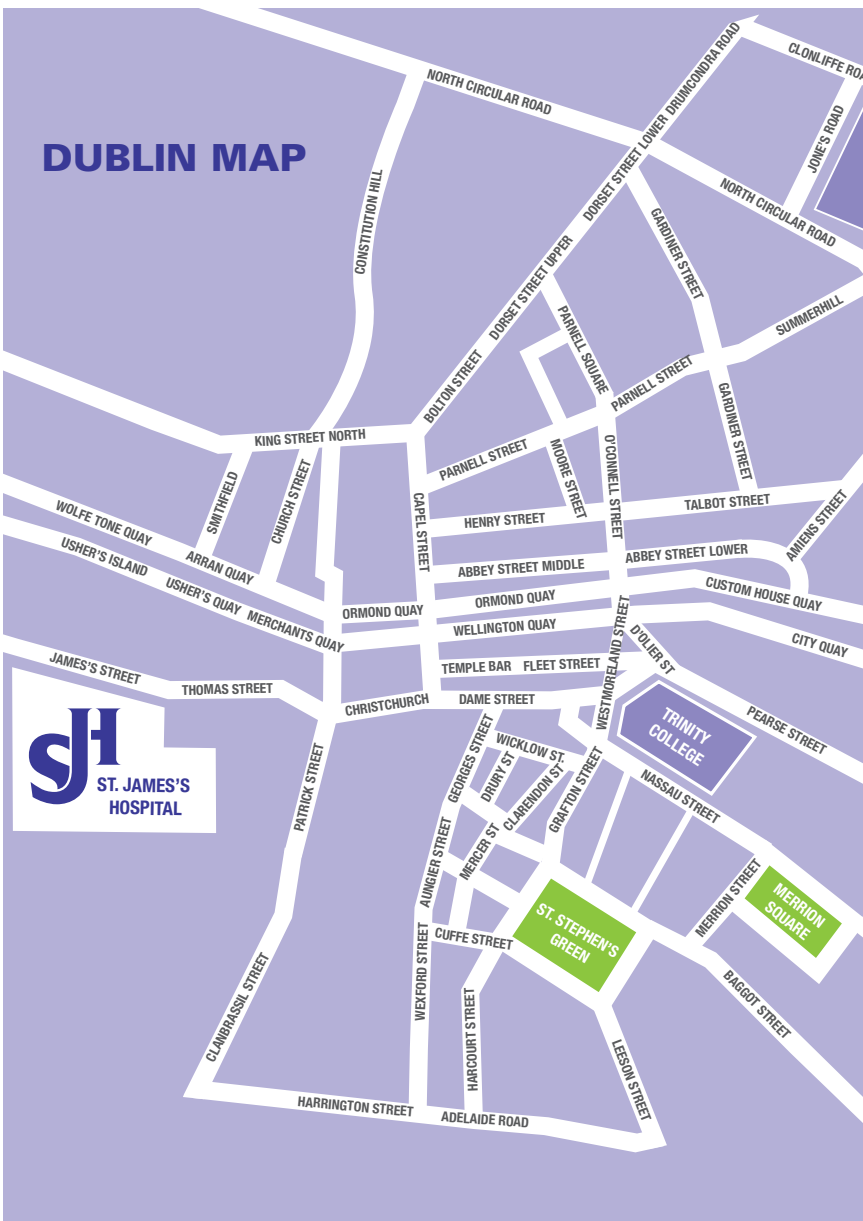 CLONLIFFE ROA
NORTH CIRCULAR ROAD
DRUMCONDRA ROAD
DUBLIN MAP
JONE'S ROAD
DORSET STREET LOWER
CONSTITUTION HILL
NORTH CIRCULAR ROAD
GARDINER STREET
DORSET STREET UPPER
SUMMERHILL
PARNELL SQUARE
BOLTON STREET
PARNELL STREET
GARDINER STREET
KING STREET NORTH
PARNELL STREET
MOORE STREET
O'CONNELL STREET
SMITHFIELD
CHURCH STREET
CAPEL STREET
TALBOT STREET
HENRY STREET
AMIENS STREET
WOLFE TONE QUAY
ARRAN QUAY
USHER'S ISLAND
ABBEY STREET MIDDLE
ABBEY STREET LOWER
USHER'S QUAY
MERCHANTS QUAY
ORMOND QUAY
ORMOND QUAY
CUSTOM HOUSE QUAY
WELLINGTON QUAY
CITY QUAY
WESTMORELAND STREET
D'OLIER ST
JAMES'S STREET
TEMPLE BAR
FLEET STREET
THOMAS STREET
CHRISTCHURCH
DAME STREET
PEARSE STREET
TRINITY
COLLEGE
SJH
ST. JAMES'S
HOSPITAL
PATRICK STREET
GEORGES STREET
WICKLOW ST.
DRURY ST
CLARENDON ST
GRAFTON STREET
NASSAU STREET
AUNGIER STREET
MERCER ST
MERRION STREET
MERRION
SQUARE
ST. STEPHEN'S
GREEN
CUFFE STREET
WEXFORD STREET
BAGGOT STREET
CLANBRASSIL STREET
HARCOURT STREET
LEESON STREET
HARRINGTON STREET
ADELAIDE ROAD